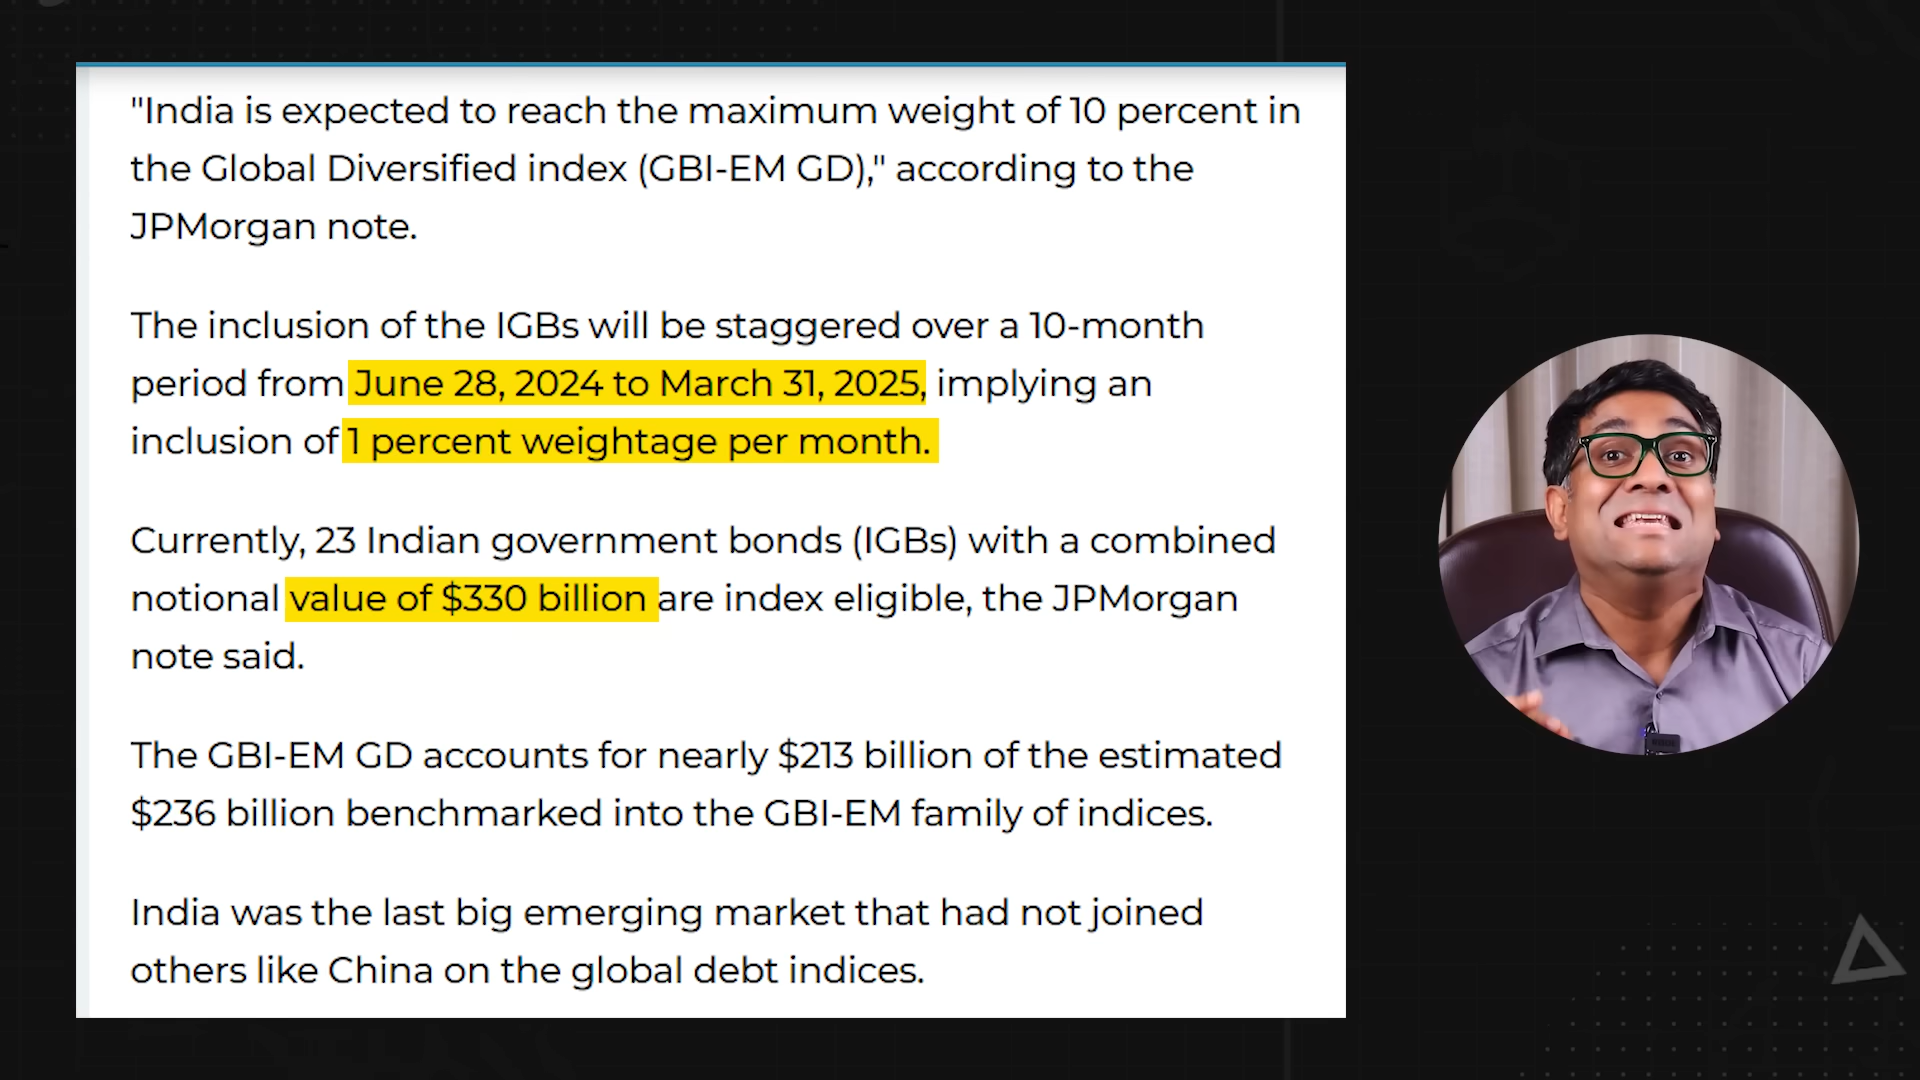 "India is expected to reach the maximum weight of 10 percent in
the Global Diversified index (GBI-EM GD)," according to the
JPMorgan note.
The inclusion of the IGBs will be staggered over a 10-month
period from June 28, 2024 to March 31, 2025, implying an
inclusion of 1 percent weightage per month.
Currently, 23 Indian government bonds (IGBs) with a combined
notional value of $330 billion are index eligible, the JPMorgan
note said.
The GBI-EM GD accounts for nearly $213 billion of the estimated
$236 billion benchmarked into the GBI-EM family of indices.
India was the last big emerging market that had not joined
others like China on the global debt indices.